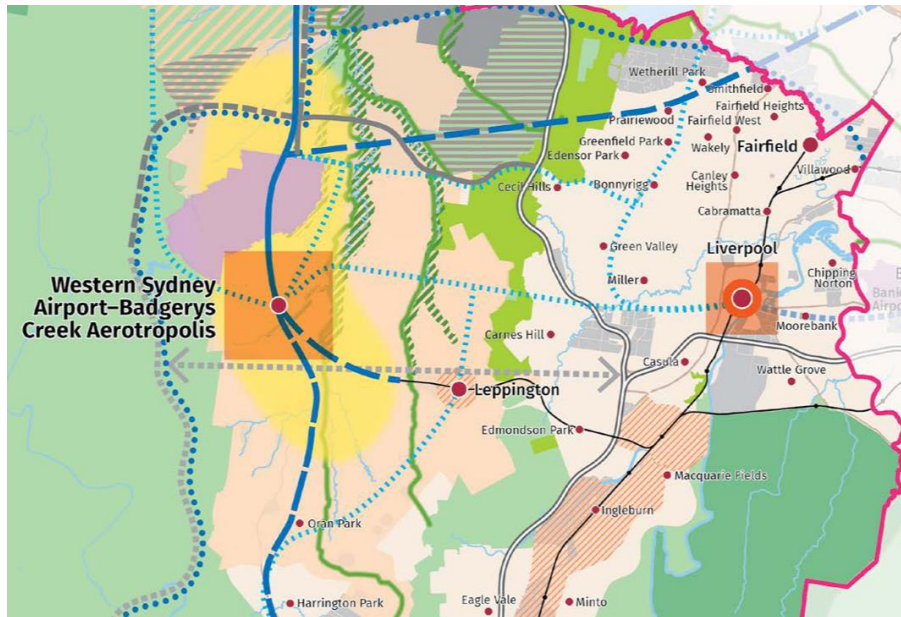 Wetherill Park
Smithfield
Fairfield Heights
Prairiewood
Fairfield West
Greenfield Park
Wakely
Fairfield
Edensor Park
Villawood
Cecil Hills
Bonnyrigg
Canley
Heights
Cabramatta
Green Valley
Liverpool
Western Sydney
Airport–Badgerys
Creek Aerotropolis
Miller
Chipping
Norton
Moorebank
Carnes Hill
Casula
Wattle Grove
Leppington
Edmondson Park
Macquarie Fields
Ingleburn
Oran Park
Harrington Park
Eagle Vale
Minto